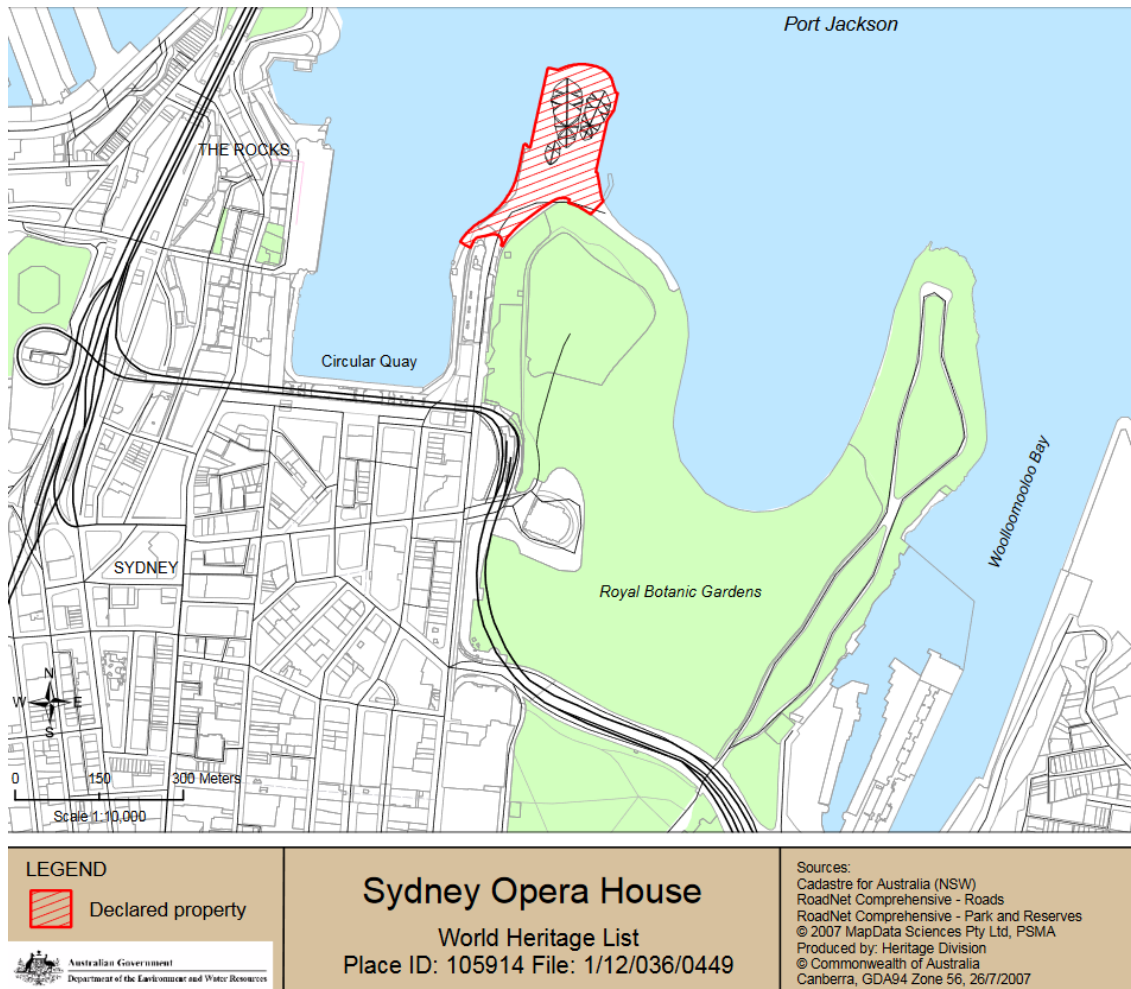 Port Jackson
THE ROCKS
Circular Quay
Woolloomooloo Bay
SYDNEY
Royal Botanic Gardens
N
W E
S
0 150 300 Meters
Scale 1:10,000
LEGEND
Declared property
Australian Government
Department of the Environment and Water Resources
Sydney Opera House
World Heritage List
Place ID: 105914 File: 1/12/036/0449
Sources:
Cadastre for Australia (NSW)
RoadNet Comprehensive - Roads
RoadNet Comprehensive - Park and Reserves
© 2007 MapData Sciences Pty Ltd, PSMA
Produced by: Heritage Division
© Commonwealth of Australia
Canberra, GDA94 Zone 56, 26/7/2007